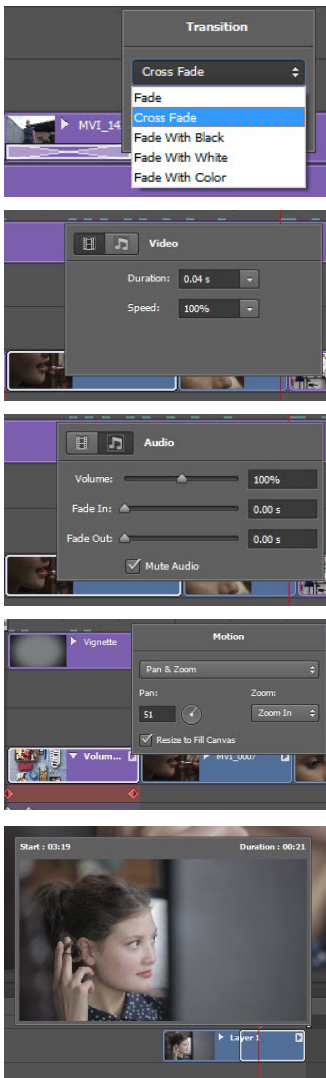 Transition
Cross Fade
MVI_14
Fade
Cross Fade
Fade With Black
Fade With White
Fade With Color
Video
Duration: 0.04 s
Speed: 100%
Audio
Volume: 100%
Fade In: 0.00 s
Fade Out: 0.00 s
Mute Audio
Vignette
Motion
Pan & Zoom
Pan: Zoom:
51 Zoom In
Resize to Fill Canvas
Volum... MVI_0007
Start : 03:19 Duration : 00:21
Layer 1